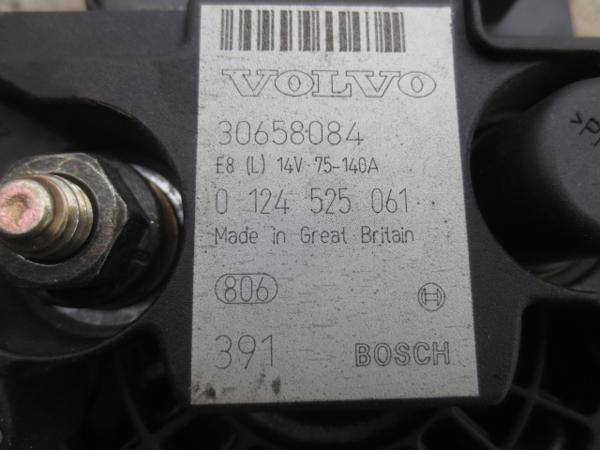 VOLVO
30658084
E8 (L) 14V 75-140A
0 124 525 061
Made in Great Britain
806
391 BOSCH